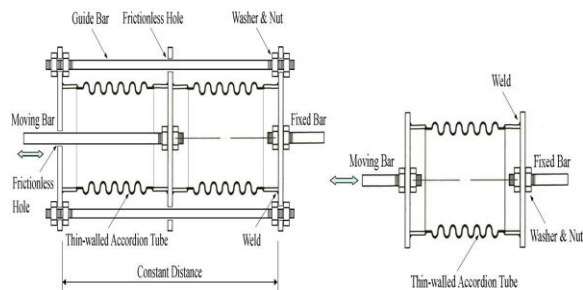 Guide Bar
Frictionless Hole
Washer & Nut
Moving Bar
Fixed Bar
Frictionless
Hole
Thin-walled Accordion Tube
Weld
Constant Distance
Weld
Moving Bar
Fixed Bar
Washer & Nut
Thin-walled Accordion Tube